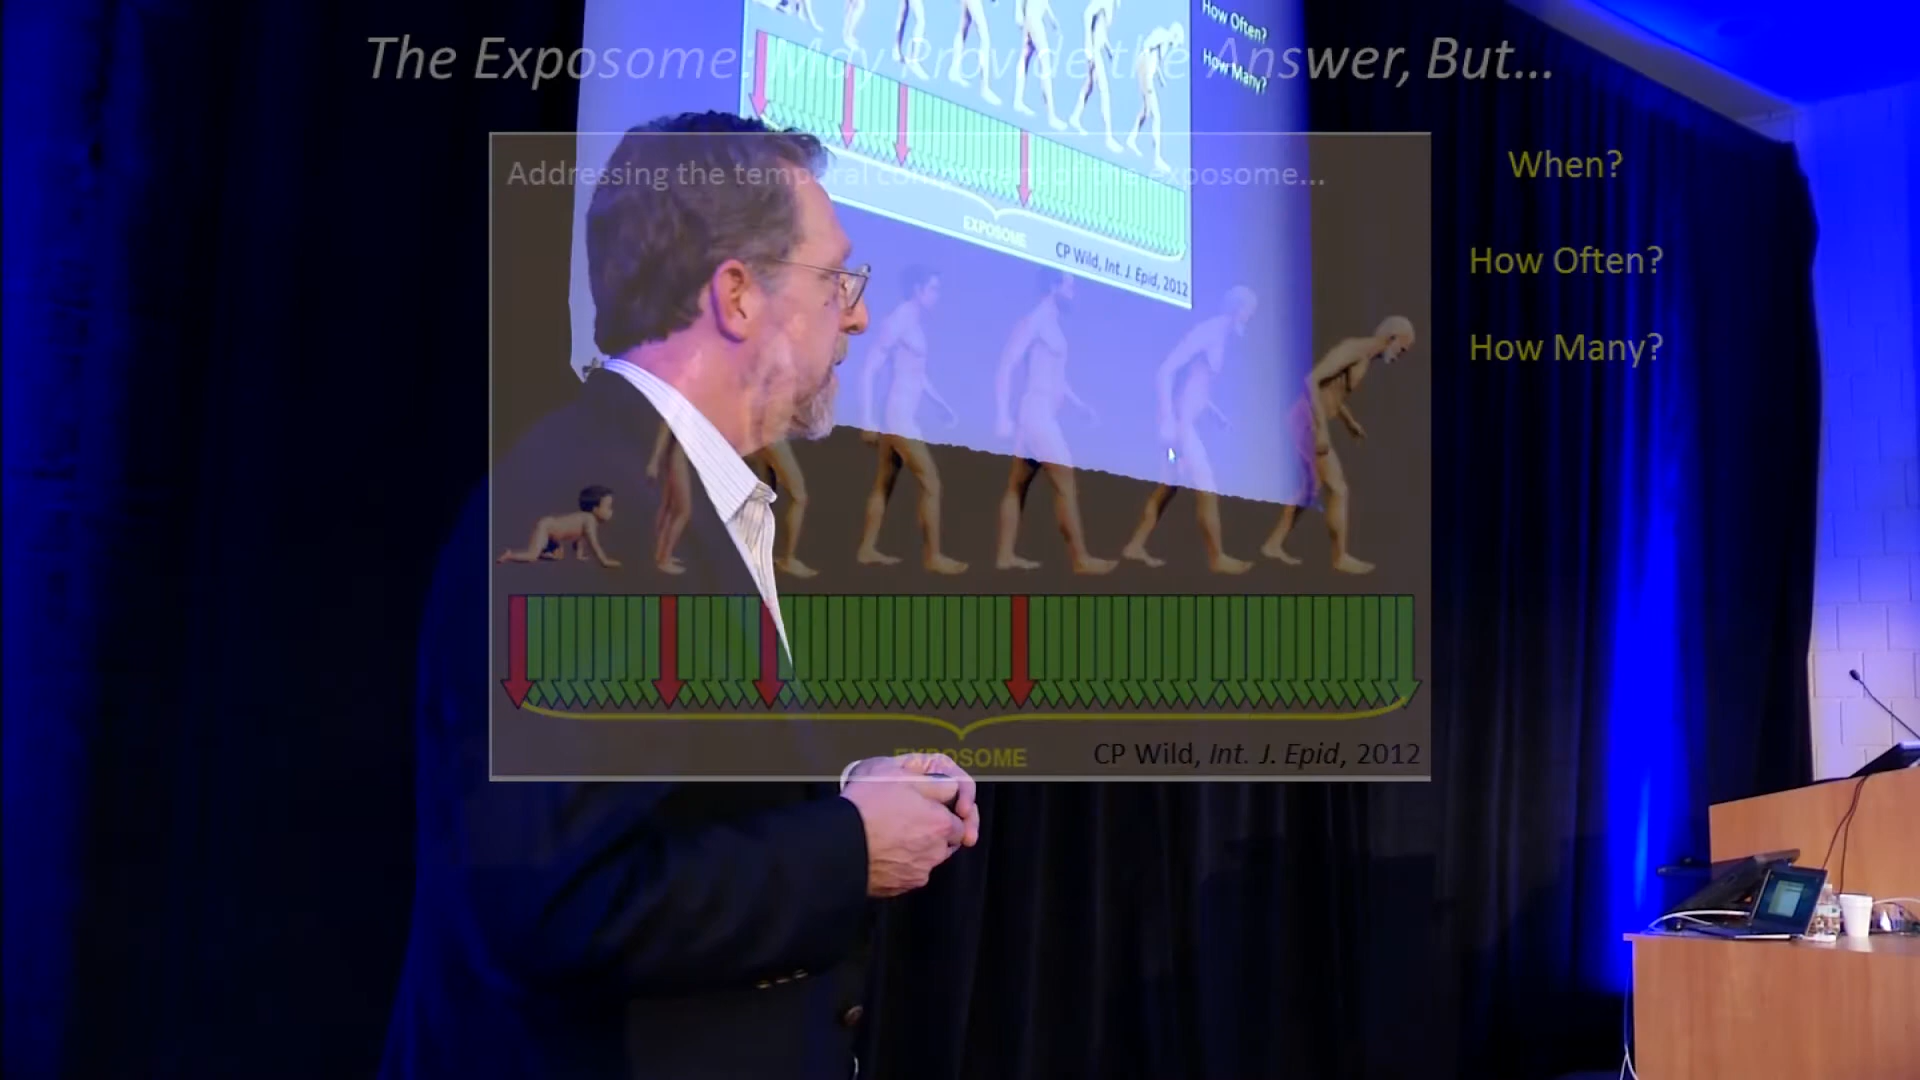 The Exposome: May Provide the Answer, But...
Addressing the temporal component of the exposome...
When?
How Often?
How Many?
EXPOSOME
CP Wild, Int. J. Epid, 2012
How Often?
How Many?
EXPOSOME
CP Wild, Int. J. Epid, 2012